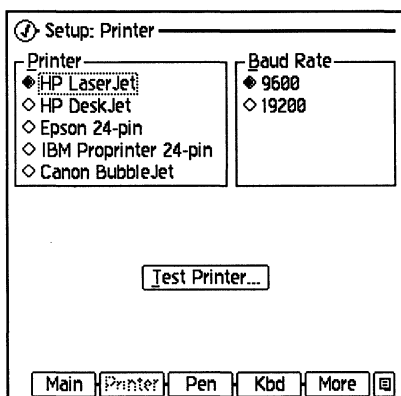 Setup: Printer
Printer
HP LaserJet
HP DeskJet
Epson 24-pin
IBM Proprinter 24-pin
Canon BubbleJet
Baud Rate
9600
19200
Test Printer...
Main Printer Pen Kbd More